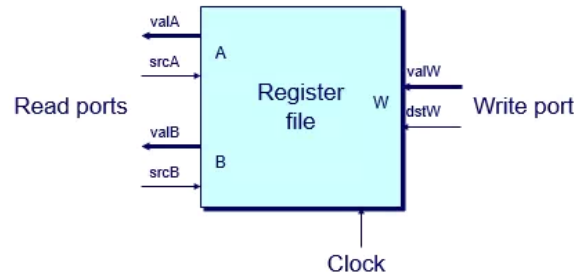 valA
srcA
A
Read ports
valB
srcB
B
Register
file
W
valW
dstW
Write port
Clock